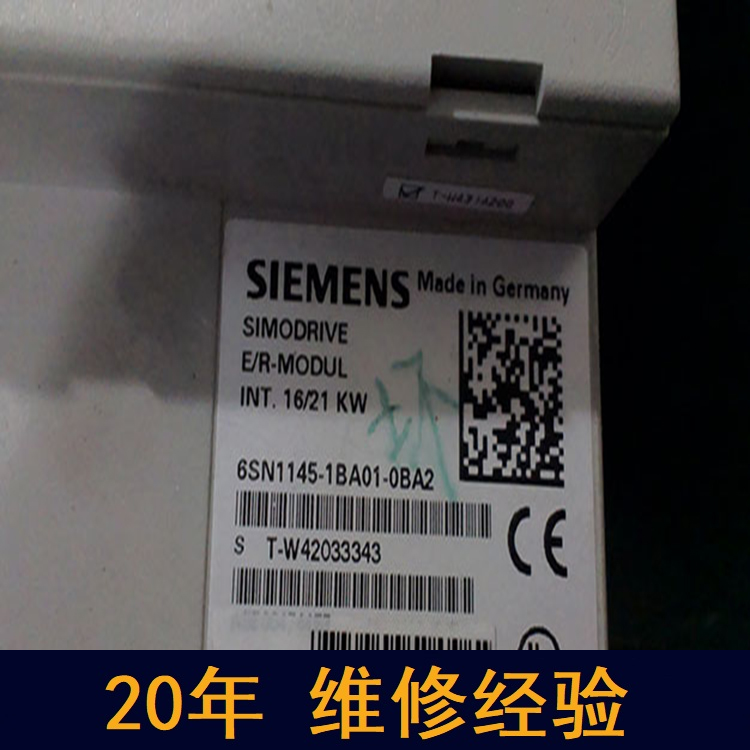 SIEMENS Made in Germany
SIMODRIVE
E/R-MODUL
INT. 16/21 KW
6SN1145-1BA01-0BA2
S T-W42033343
CE
20年 维修经验